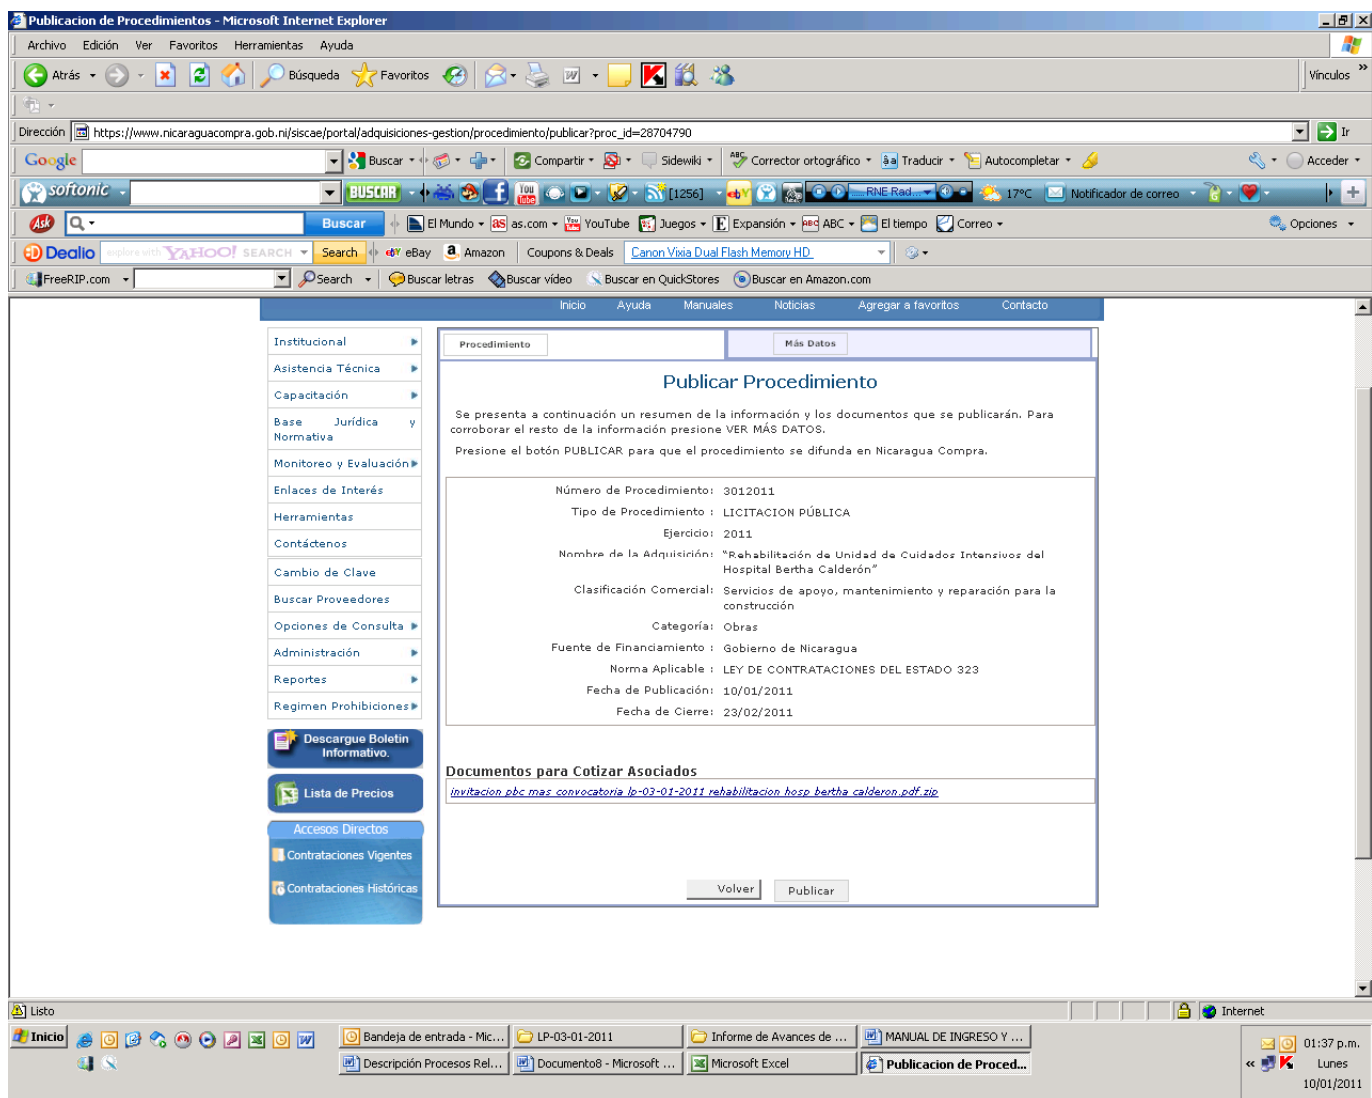 Publicacion de Procedimientos - Microsoft Internet Explorer
Archivo Edición Ver Favoritos Herramientas Ayuda
Atrás Búsqueda Favoritos Vínculos »
Dirección https://www.nicaraguacompra.gob.ni/siscae/portal/adquisiciones-gestion/procedimiento/publicar?proc_id=28704790 Ir
Google Buscar Compartir Sidewiki Corrector ortográfico Traducir Autocompletar Acceder
softonic BUSCAR You Tube [1256] ebY RNE Rad... 17°C Notificador de correo
Ask Buscar El Mundo as as.com YouTube Juegos E Expansión ABC ABC El tiempo Correo Opciones
Dealio explore with YAHOO! SEARCH Search ebY eBay a Amazon Coupons & Deals Canon Vixia Dual Flash Memory HD
FreeRIP.com Search Buscar letras Buscar vídeo Buscar en QuickStores Buscar en Amazon.com
Inicio Ayuda Manuales Noticias Agregar a favoritos Contacto
Institucional
Asistencia Técnica
Capacitación
Base Jurídica y
Normativa
Monitoreo y Evaluación
Enlaces de Interés
Herramientas
Contáctenos
Cambio de Clave
Buscar Proveedores
Opciones de Consulta
Administración
Reportes
Regimen Prohibiciones
Descargue Boletin
Informativo.
Lista de Precios
Accesos Directos
Contrataciones Vigentes
Contrataciones Históricas
Procedimiento Más Datos
Publicar Procedimiento
Se presenta a continuación un resumen de la información y los documentos que se publicarán. Para
corroborar el resto de la información presione VER MÁS DATOS.
Presione el botón PUBLICAR para que el procedimiento se difunda en Nicaragua Compra.
Número de Procedimiento: 3012011
Tipo de Procedimiento : LICITACION PÚBLICA
Ejercicio: 2011
Nombre de la Adquisición: "Rehabilitación de Unidad de Cuidados Intensivos del
Hospital Bertha Calderón"
Clasificación Comercial: Servicios de apoyo, mantenimiento y reparación para la
construcción
Categoría: Obras
Fuente de Financiamiento : Gobierno de Nicaragua
Norma Aplicable : LEY DE CONTRATACIONES DEL ESTADO 323
Fecha de Publicación: 10/01/2011
Fecha de Cierre: 23/02/2011
Documentos para Cotizar Asociados
invitacion pbc mas convocatoria lp-03-01-2011 rehabilitacion hosp bertha calderon.pdf.zip
Volver Publicar
Listo Internet
Inicio Bandeja de entrada - Mic... LP-03-01-2011 Informe de Avances de ... MANUAL DE INGRESO Y ... 01:37 p.m.
Descripción Procesos Rel... Documento8 - Microsoft ... Microsoft Excel Publicacion de Proced... « Lunes
10/01/2011